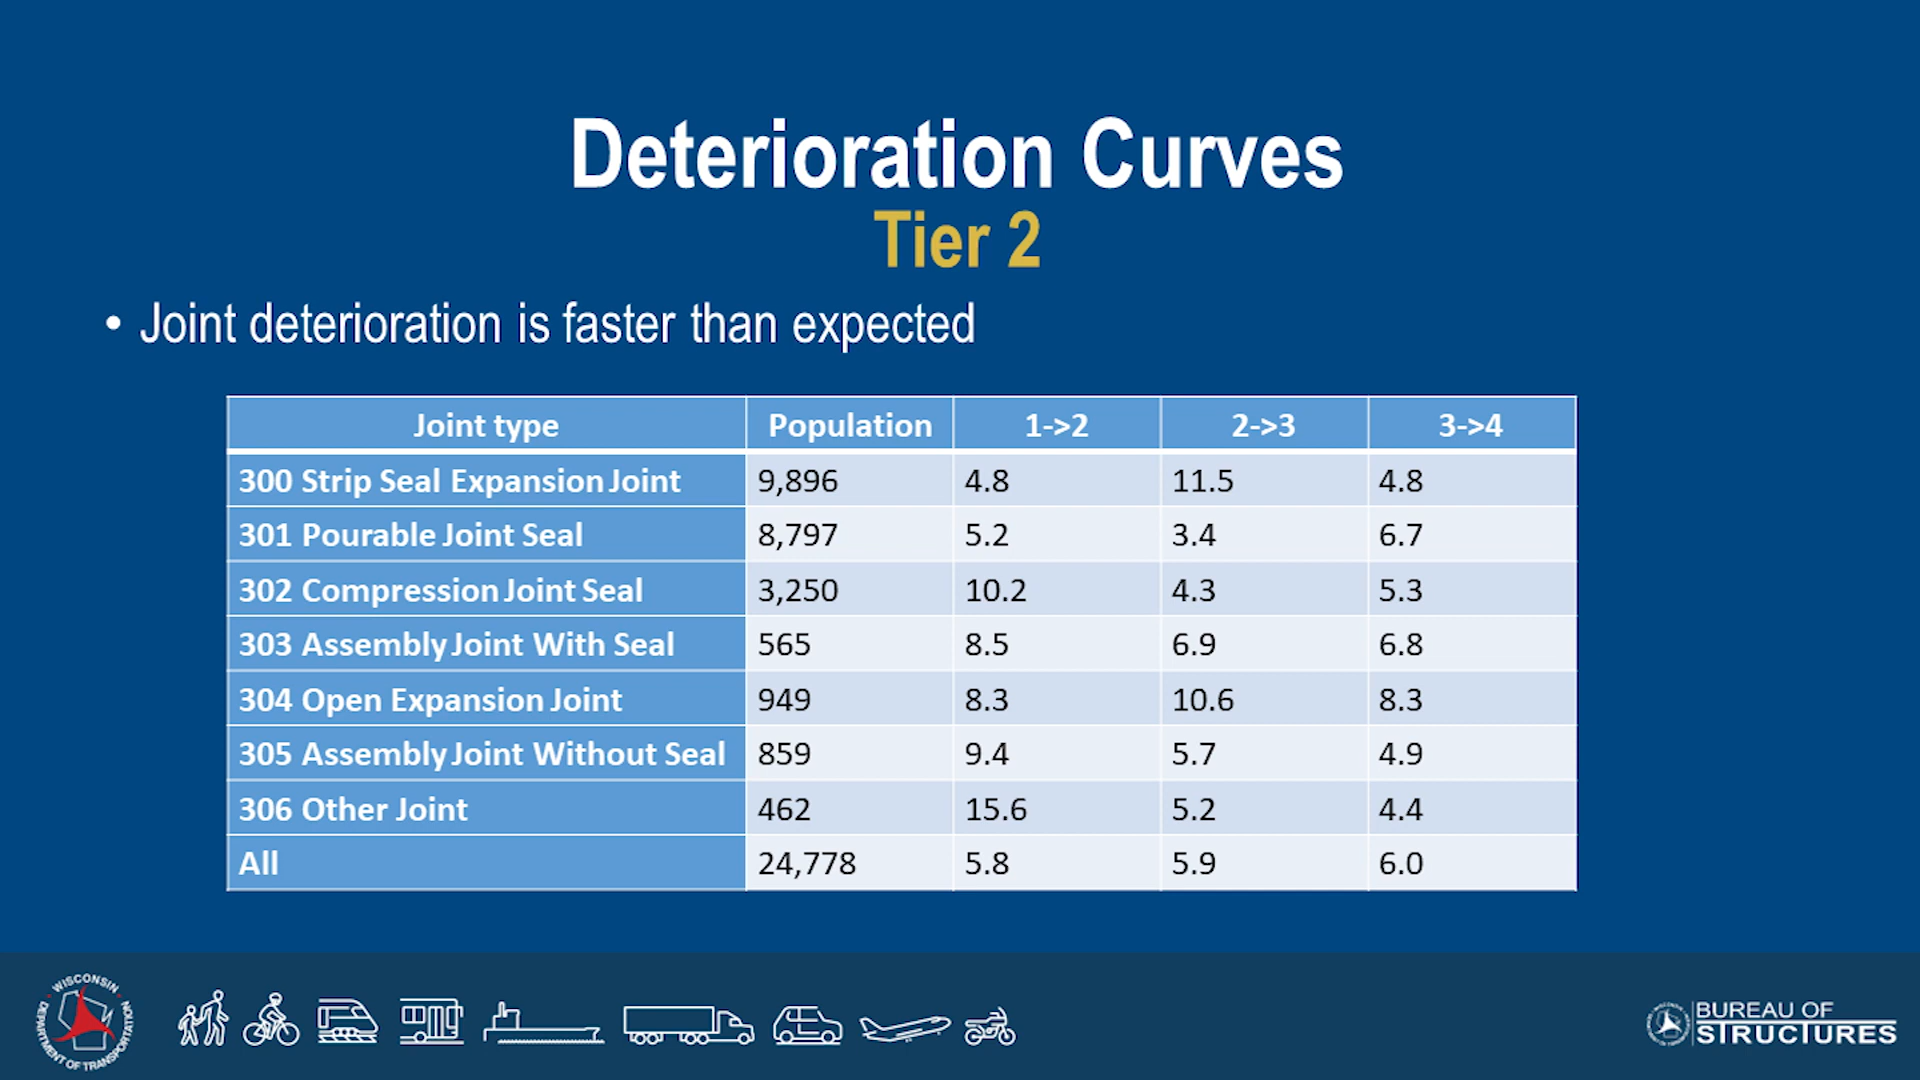 Deterioration Curves
Tier 2
• Joint deterioration is faster than expected
Joint type Population 1->2 2->3 3->4
300 Strip Seal Expansion Joint 9,896 4.8 11.5 4.8
301 Pourable Joint Seal 8,797 5.2 3.4 6.7
302 Compression Joint Seal 3,250 10.2 4.3 5.3
303 Assembly Joint With Seal 565 8.5 6.9 6.8
304 Open Expansion Joint 949 8.3 10.6 8.3
305 Assembly Joint Without Seal 859 9.4 5.7 4.9
306 Other Joint 462 15.6 5.2 4.4
All 24,778 5.8 5.9 6.0
WISCONSIN
DEPARTMENT OF TRANSPORTATION
BUREAU OF
STRUCTURES